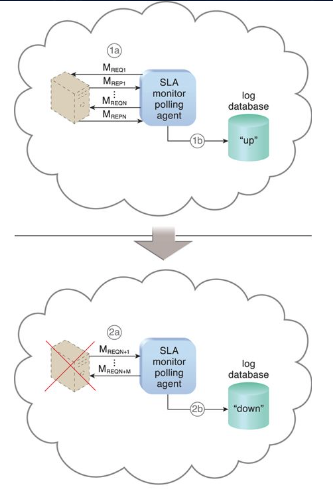 1a
MREQ1
MREP1
⋮
MREQN
MREPN
SLA
monitor
polling
agent
1b
log
database
“up”
2a
MREQN+1
⋮
MREQN+M
SLA
monitor
polling
agent
2b
log
database
“down”